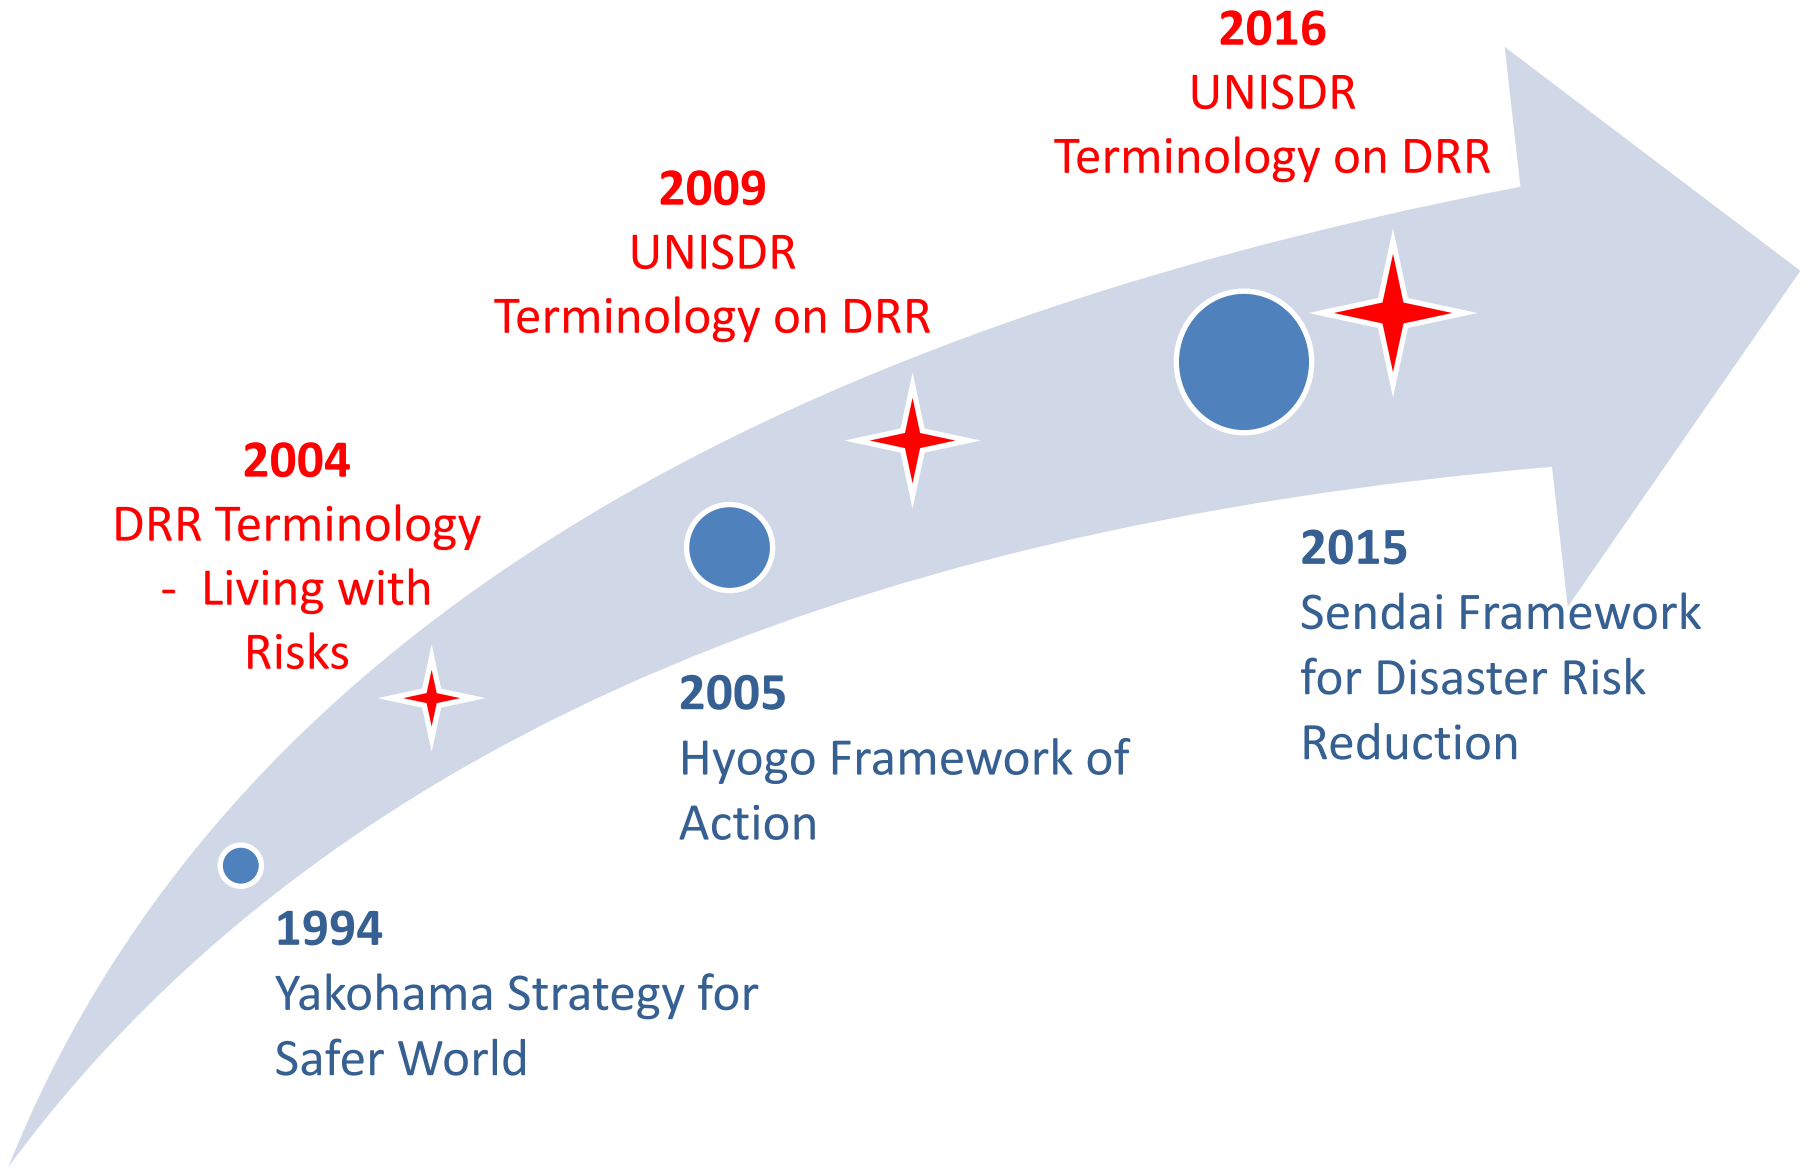 2016
UNISDR
Terminology on DRR
2009
UNISDR
Terminology on DRR
2004
DRR Terminology
- Living with
Risks
2015
Sendai Framework
for Disaster Risk
Reduction
2005
Hyogo Framework of
Action
1994
Yakohama Strategy for
Safer World